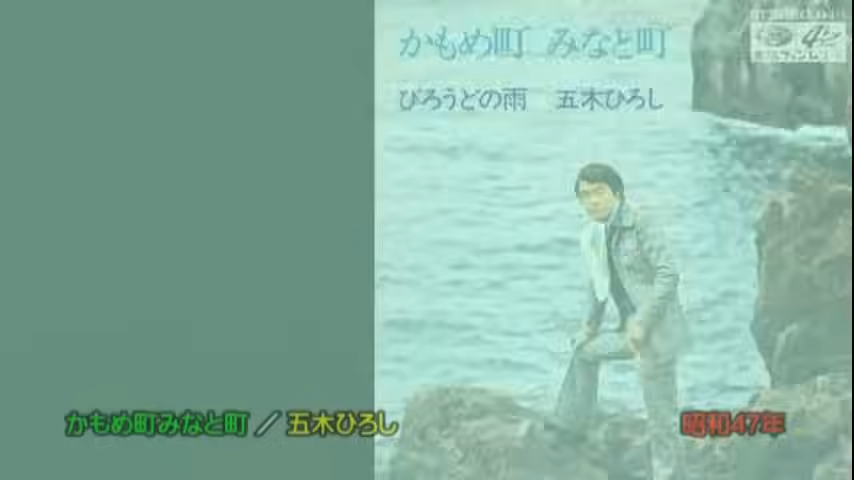 かもめ町 みなと町
びろうどの雨 五木ひろし
かもめ町みなと町 ／ 五木ひろし 昭和47年